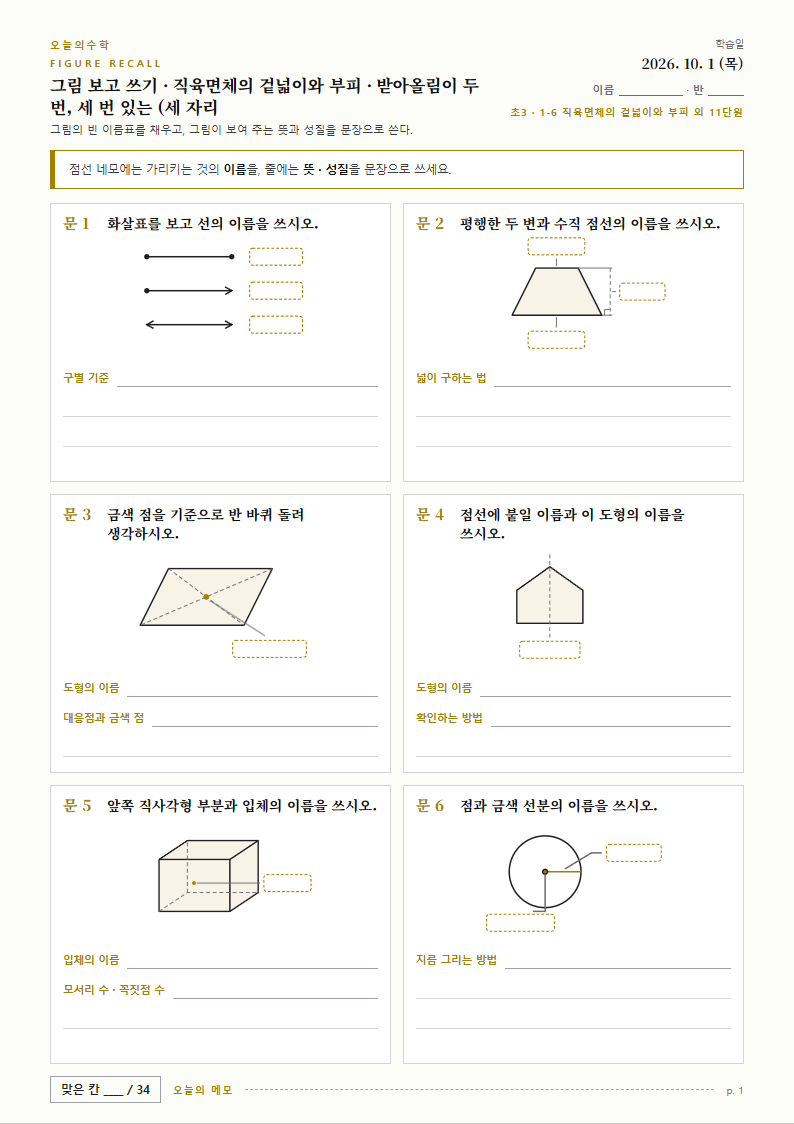 오늘의수학
학습일
FIGURE RECALL
2026. 10. 1 (목)
그림 보고 쓰기 · 직육면체의 겉넓이와 부피 · 받아올림이 두
번, 세 번 있는 (세 자리
이름 ________ · 반 ____
초3 · 1-6 직육면체의 겉넓이와 부피 외 11단원
그림의 빈 이름표를 채우고, 그림이 보여 주는 뜻과 성질을 문장으로 쓴다.
점선 네모에는 가리키는 것의 이름을, 줄에는 뜻 · 성질을 문장으로 쓰세요.
문 1 화살표를 보고 선의 이름을 쓰시오.
구별 기준
문 2 평행한 두 변과 수직 점선의 이름을 쓰시오.
넓이 구하는 법
문 3 금색 점을 기준으로 반 바퀴 돌려
생각하시오.
도형의 이름
대응점과 금색 점
문 4 점선에 붙일 이름과 이 도형의 이름을
쓰시오.
도형의 이름
확인하는 방법
문 5 앞쪽 직사각형 부분과 입체의 이름을 쓰시오.
입체의 이름
모서리 수 · 꼭짓점 수
문 6 점과 금색 선분의 이름을 쓰시오.
지름 그리는 방법
맞은 칸 ___ / 34
오늘의 메모
p. 1